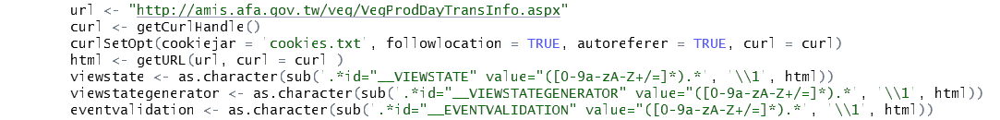 url <- "http://amis.afa.gov.tw/veg/VegProdDayTransInfo.aspx"
curl <- getCurlHandle()
curlSetOpt(cookiejar = 'cookies.txt', followlocation = TRUE, autoreferer = TRUE, curl = curl)
html <- getURL(url, curl = curl )
viewstate <- as.character(sub('.*id="__VIEWSTATE" value="([0-9a-zA-Z+/=]*).*', '\\1', html))
viewstategenerator <- as.character(sub('.*id="__VIEWSTATEGENERATOR" value="([0-9a-zA-Z+/=]*).*', '\\1', html))
eventvalidation <- as.character(sub('.*id="__EVENTVALIDATION" value="([0-9a-zA-Z+/=]*).*', '\\1', html))